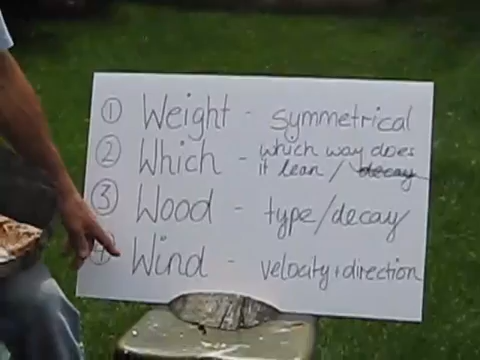 ① Weight - symmetrical
② Which - which way does
it lean / decay
③ Wood - type/decay
④ Wind - velocity + direction